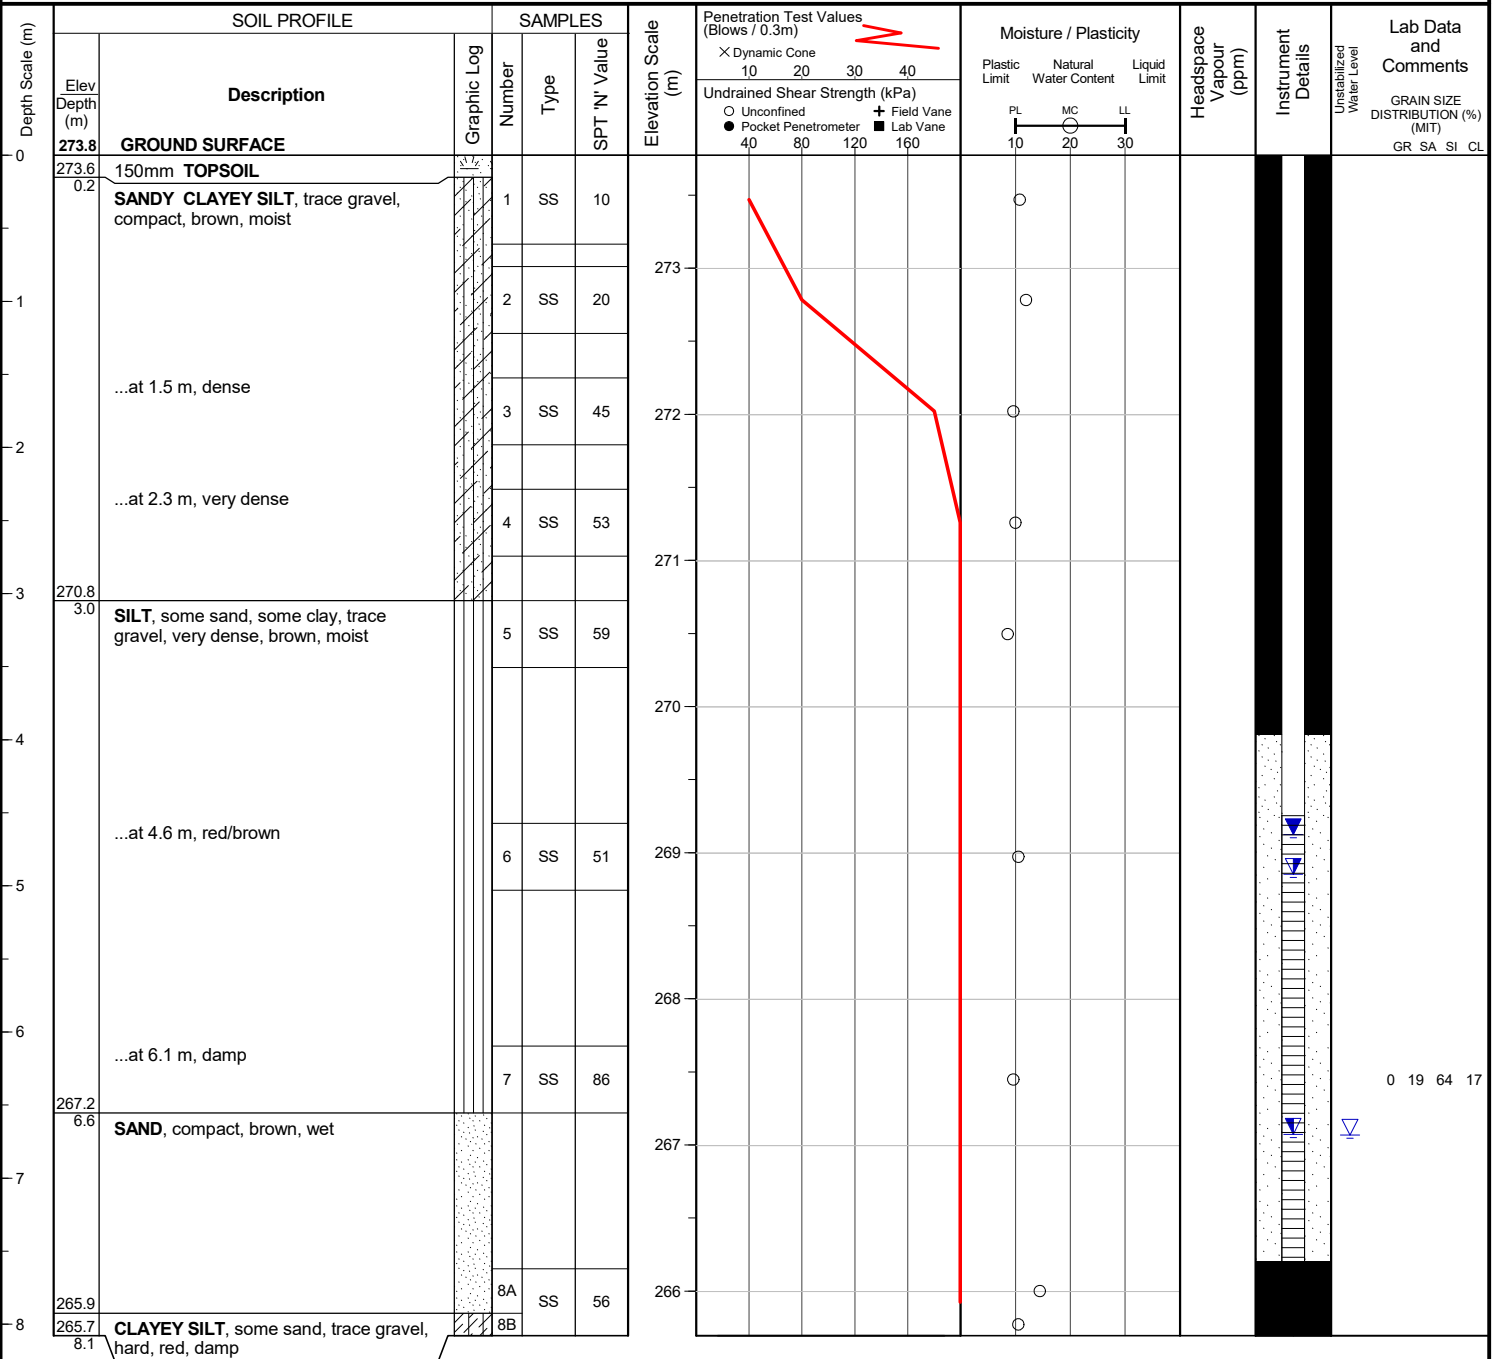 SOIL PROFILE
SAMPLES
Depth Scale (m)
Elev
Depth
(m)
Description
Graphic Log
Number
Type
SPT 'N' Value
Elevation Scale
(m)
Penetration Test Values
(Blows / 0.3m)
Dynamic Cone
10 20 30 40
Undrained Shear Strength (kPa)
Unconfined Field Vane
Pocket Penetrometer Lab Vane
40 80 120 160
Moisture / Plasticity
Plastic
Limit
Natural
Water Content
Liquid
Limit
PL MC LL
10 20 30
Headspace
Vapour
(ppm)
Instrument
Details
Unstabilized
Water Level
Lab Data
and
Comments
GRAIN SIZE
DISTRIBUTION (%)
(MIT)
GR SA SI CL
273.8 GROUND SURFACE
0
273.6 150mm TOPSOIL
0.2
SANDY CLAYEY SILT, trace gravel,
compact, brown, moist
1 SS 10
273
1
2 SS 20
...at 1.5 m, dense
3 SS 45
272
2
...at 2.3 m, very dense
4 SS 53
271
3
270.8
3.0
SILT, some sand, some clay, trace
gravel, very dense, brown, moist
5 SS 59
270
4
...at 4.6 m, red/brown
6 SS 51
269
5
268
6
...at 6.1 m, damp
7 SS 86
0 19 64 17
267.2
6.6
SAND, compact, brown, wet
267
7
266
8A
SS 56
265.9
8
265.7
8.1
CLAYEY SILT, some sand, trace gravel,
hard, red, damp
8B